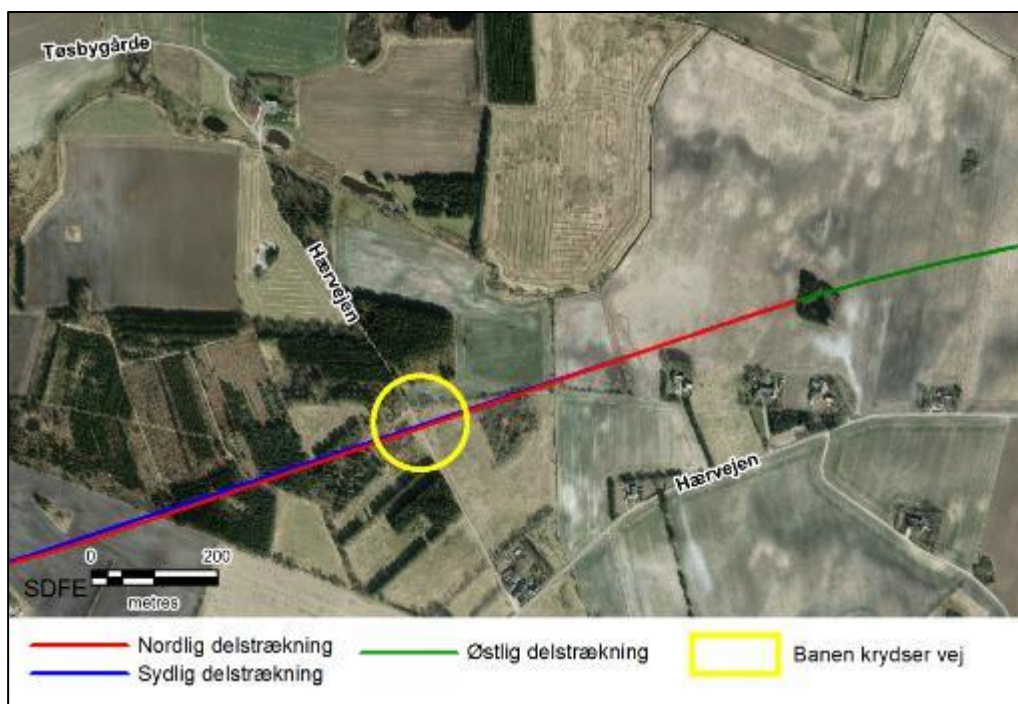 Tøsbygårde
Hærvejen
Hærvejen
0 200
SDFE
metres
Nordlig delstrækning
Østlig delstrækning
Banen krydser vej
Sydlig delstrækning